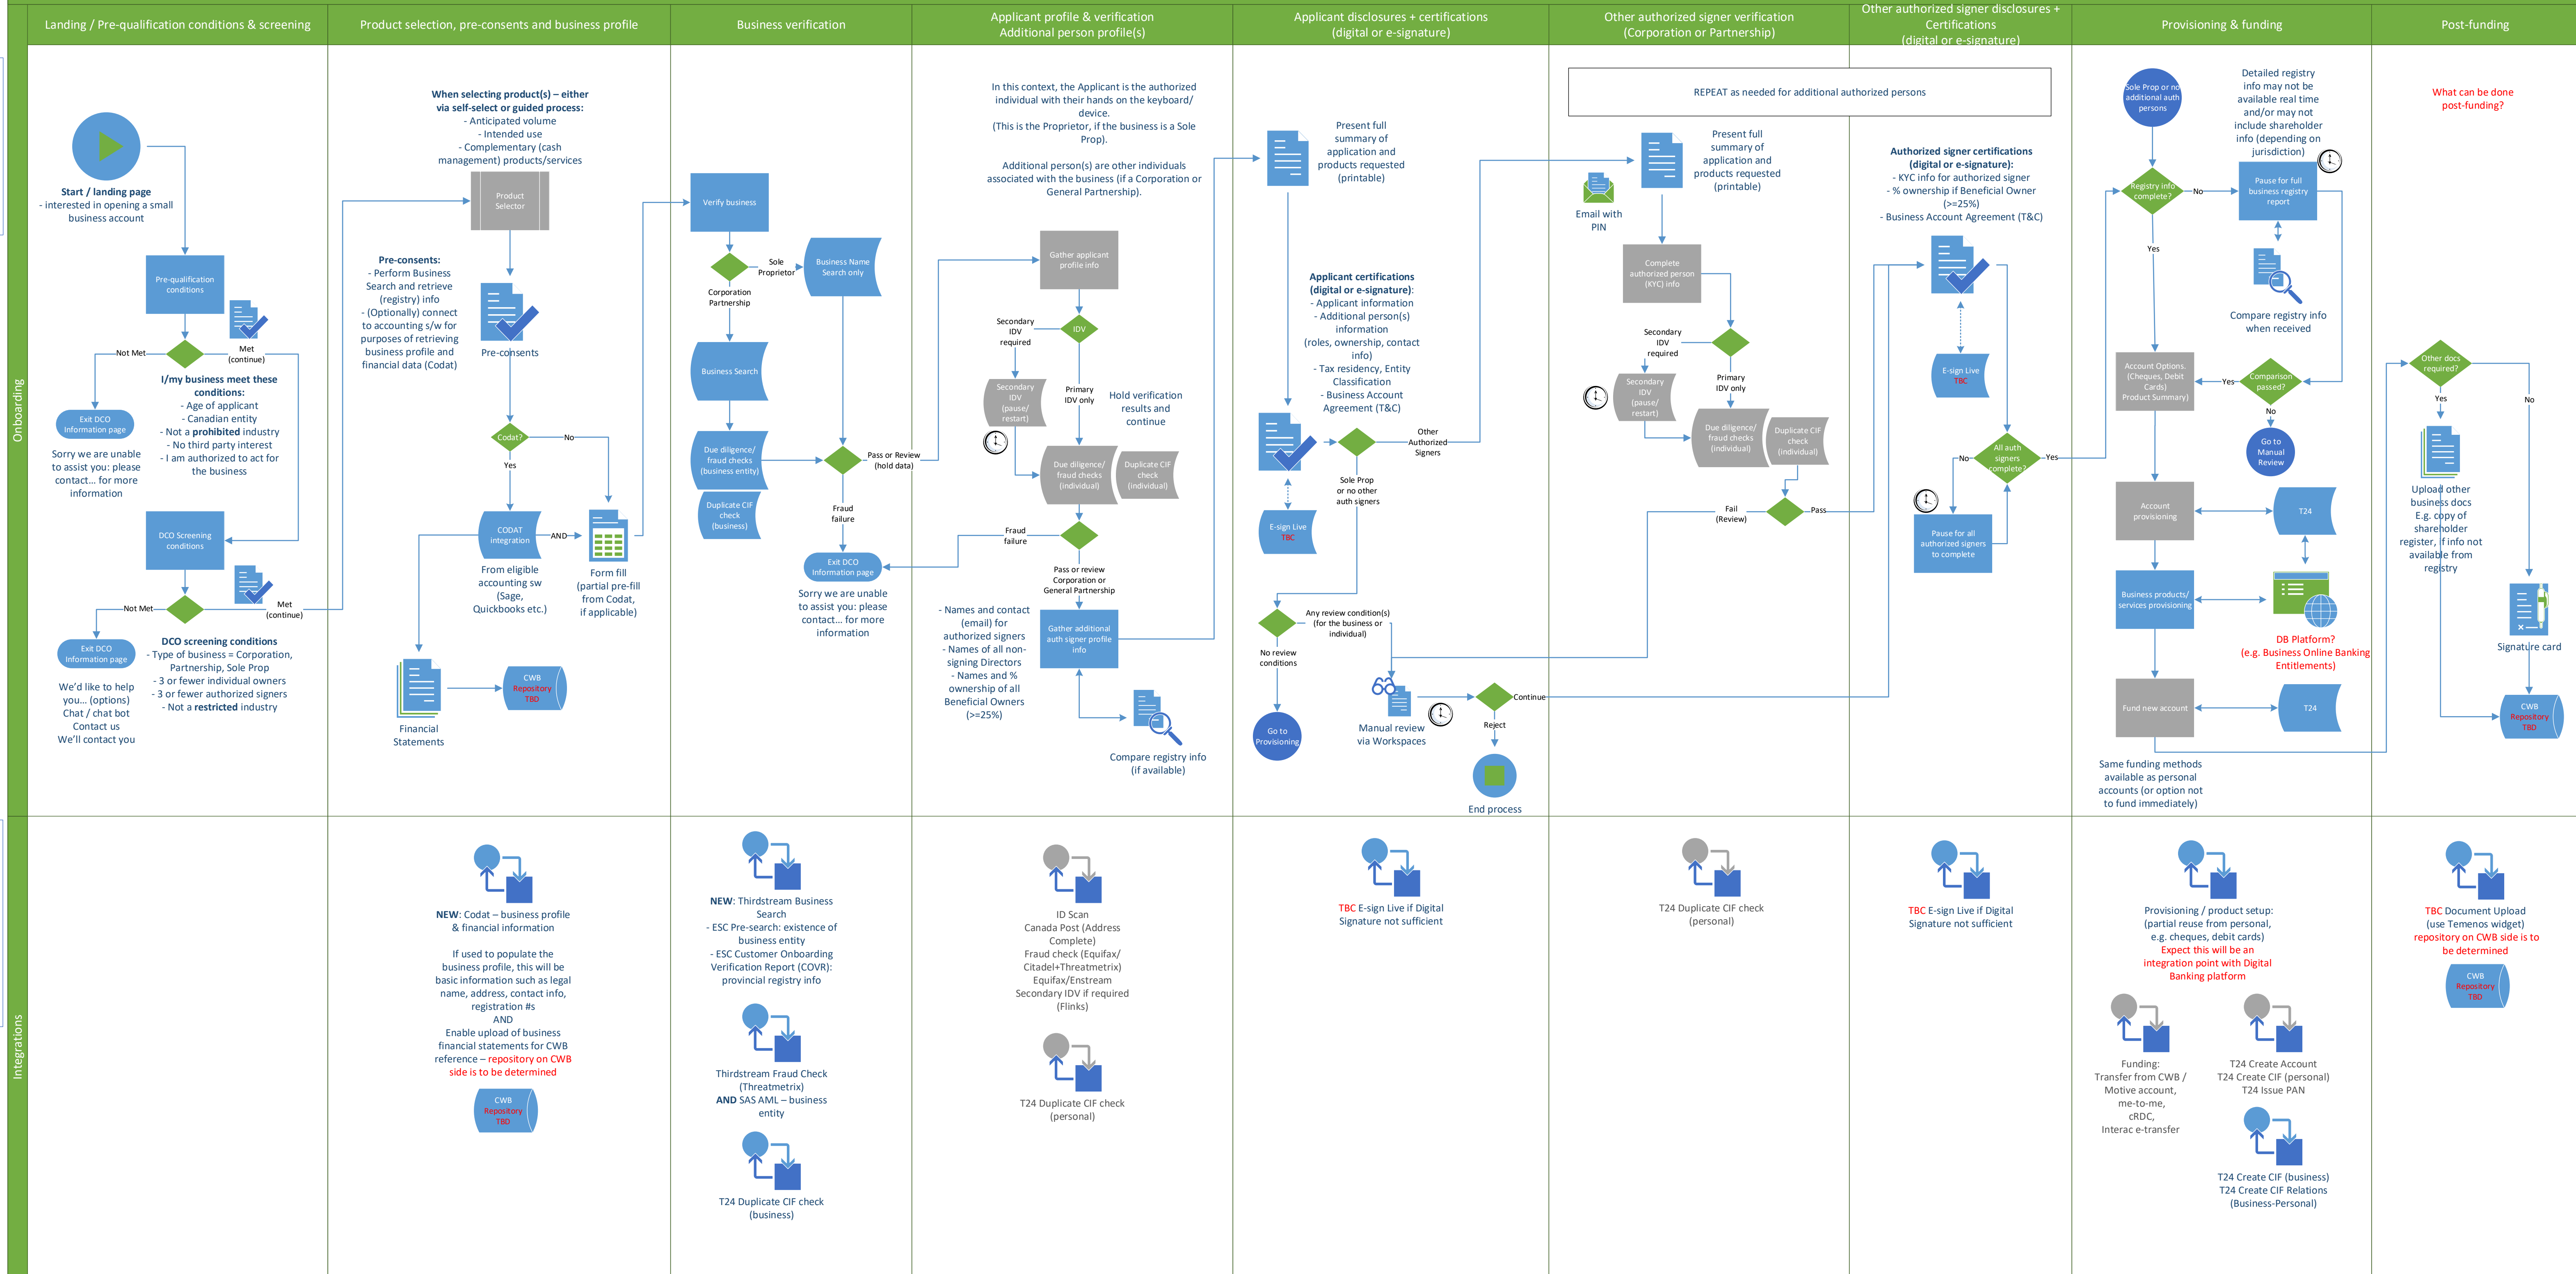 Landing / Pre-qualification conditions & screening
Product selection, pre-consents and business profile
Business verification
Applicant profile & verification
Additional person profile(s)
Applicant disclosures + certifications
(digital or e-signature)
Other authorized signer verification
(Corporation or Partnership)
Other authorized signer disclosures +
Certifications
(digital or e-signature)
Provisioning & funding
Post-funding
Onboarding
Start / landing page
- interested in opening a small
business account
Pre-qualification
conditions
Not Met
Met
(continue)
I/my business meet these
conditions:
- Age of applicant
- Canadian entity
- Not a prohibited industry
- No third party interest
- I am authorized to act for
the business
Exit DCO
Information page
Sorry we are unable
to assist you: please
contact... for more
information
DCO Screening
conditions
Not Met
Met
(continue)
Exit DCO
Information page
DCO screening conditions
- Type of business = Corporation,
Partnership, Sole Prop
- 3 or fewer individual owners
- 3 or fewer authorized signers
- Not a restricted industry
We'd like to help
you... (options)
Chat / chat bot
Contact us
We'll contact you
When selecting product(s) – either
via self-select or guided process:
- Anticipated volume
- Intended use
- Complementary (cash
management) products/services
Product
Selector
Pre-consents:
- Perform Business
Search and retrieve
(registry) info
- (Optionally) connect
to accounting s/w for
purposes of retrieving
business profile and
financial data (Codat)
Pre-consents
Codat?
No
Yes
CODAT
integration
AND
From eligible
accounting sw
(Sage,
Quickbooks etc.)
Form fill
(partial pre-fill
from Codat,
if applicable)
Financial
Statements
CWB
Repository
TBD
Verify business
Sole
Proprietor
Business Name
Search only
Corporation
Partnership
Business Search
Due diligence/
fraud checks
(business entity)
Duplicate CIF
check
(business)
Pass or Review
(hold data)
Fraud
failure
Exit DCO
Information page
Sorry we are unable
to assist you: please
contact... for more
information
In this context, the Applicant is the authorized
individual with their hands on the keyboard/
device.
(This is the Proprietor, if the business is a Sole
Prop).
Additional person(s) are other individuals
associated with the business (if a Corporation or
General Partnership).
Gather applicant
profile info
IDV
Secondary
IDV
required
Secondary
IDV
(pause/
restart)
Primary
IDV only
Hold verification
results and
continue
Due diligence/
fraud checks
(individual)
Duplicate CIF
check
(individual)
Fraud
failure
Pass or review
Corporation or
General Partnership
- Names and contact
(email) for
authorized signers
- Names of all non-
signing Directors
- Names and %
ownership of all
Beneficial Owners
(>=25%)
Gather additional
auth signer profile
info
Compare registry info
(if available)
Present full
summary of
application and
products requested
(printable)
Applicant certifications
(digital or e-signature):
- Applicant information
- Additional person(s)
information
(roles, ownership, contact
info)
- Tax residency, Entity
Classification
- Business Account
Agreement (T&C)
Other
Authorized
Signers
Sole Prop
or no other
auth signers
E-sign Live
TBC
Any review condition(s)
(for the business or
individual)
No review
conditions
Go to
Provisioning
Manual review
via Workspaces
Continue
Reject
End process
REPEAT as needed for additional authorized persons
Email with
PIN
Present full
summary of
application and
products requested
(printable)
Complete
authorized person
(KYC) info
Secondary
IDV
required
Secondary
IDV
(pause/
restart)
Primary
IDV only
Due diligence/
fraud checks
(individual)
Duplicate CIF
check
(individual)
Fail
(Review)
Pass
Authorized signer certifications
(digital or e-signature):
- KYC info for authorized signer
- % ownership if Beneficial Owner
(>=25%)
- Business Account Agreement (T&C)
E-sign Live
TBC
All auth
signers
complete?
No
Yes
Pause for all
authorized signers
to complete
Sole Prop or no
additional auth
persons
Detailed registry
info may not be
available real time
and/or may not
include shareholder
info (depending on
jurisdiction)
Registry info
complete?
No
Pause for full
business registry
report
Yes
Compare registry info
when received
Account Options.
(Cheques, Debit
Cards)
Product Summary)
Yes
Comparison
passed?
No
Go to
Manual
Review
Account
provisioning
T24
Business products/
services provisioning
DB Platform?
(e.g. Business Online Banking
Entitlements)
Fund new account
T24
Same funding methods
available as personal
accounts (or option not
to fund immediately)
What can be done
post-funding?
Other docs
required?
Yes
No
Upload other
business docs
E.g. copy of
shareholder
register, if info not
available from
registry
Signature card
CWB
Repository
TBD
Integrations
NEW: Codat – business profile
& financial information
If used to populate the
business profile, this will be
basic information such as legal
name, address, contact info,
registration #s
AND
Enable upload of business
financial statements for CWB
reference – repository on CWB
side is to be determined
CWB
Repository
TBD
NEW: Thirdstream Business
Search
- ESC Pre-search: existence of
business entity
- ESC Customer Onboarding
Verification Report (COVR):
provincial registry info
Thirdstream Fraud Check
(Threatmetrix)
AND SAS AML – business
entity
T24 Duplicate CIF check
(business)
ID Scan
Canada Post (Address
Complete)
Fraud check (Equifax/
Citadel+Threatmetrix)
Equifax/Enstream
Secondary IDV if required
(Flinks)
T24 Duplicate CIF check
(personal)
TBC E-sign Live if Digital
Signature not sufficient
T24 Duplicate CIF check
(personal)
TBC E-sign Live if Digital
Signature not sufficient
Provisioning / product setup:
(partial reuse from personal,
e.g. cheques, debit cards)
Expect this will be an
integration point with Digital
Banking platform
Funding:
Transfer from CWB /
Motive account,
me-to-me,
cRDC,
Interac e-transfer
T24 Create Account
T24 Create CIF (personal)
T24 Issue PAN
T24 Create CIF (business)
T24 Create CIF Relations
(Business-Personal)
TBC Document Upload
(use Temenos widget)
repository on CWB side is to
be determined
CWB
Repository
TBD